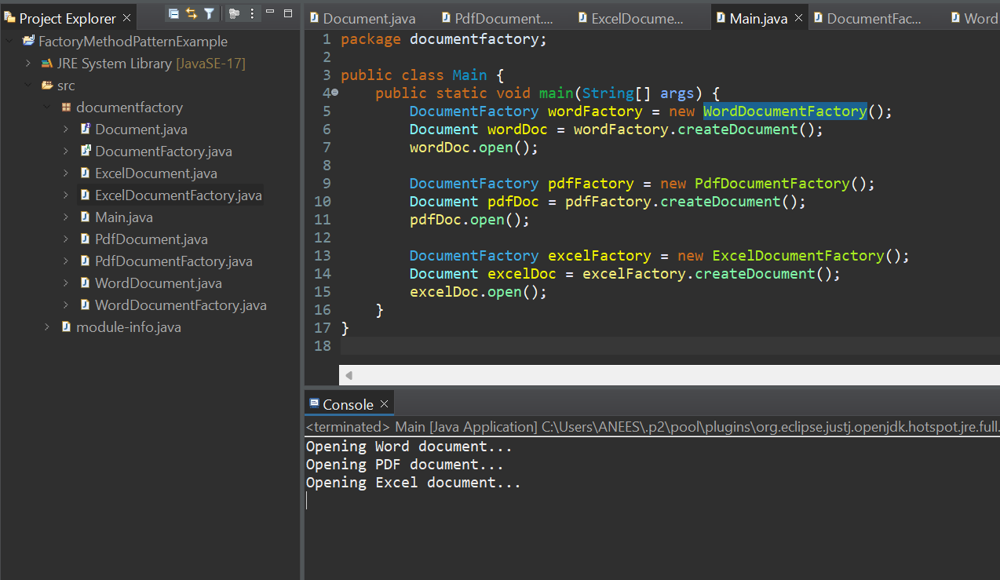 Project Explorer
FactoryMethodPatternExample
JRE System Library [JavaSE-17]
src
documentfactory
Document.java
DocumentFactory.java
ExcelDocument.java
ExcelDocumentFactory.java
Main.java
PdfDocument.java
PdfDocumentFactory.java
WordDocument.java
WordDocumentFactory.java
module-info.java
Document.java PdfDocument.... ExcelDocume... Main.java DocumentFac... Word
1 package documentfactory;
2
3 public class Main {
4 public static void main(String[] args) {
5 DocumentFactory wordFactory = new WordDocumentFactory();
6 Document wordDoc = wordFactory.createDocument();
7 wordDoc.open();
8
9 DocumentFactory pdfFactory = new PdfDocumentFactory();
10 Document pdfDoc = pdfFactory.createDocument();
11 pdfDoc.open();
12
13 DocumentFactory excelFactory = new ExcelDocumentFactory();
14 Document excelDoc = excelFactory.createDocument();
15 excelDoc.open();
16 }
17 }
18
Console
<terminated> Main [Java Application] C:\Users\ANEES\.p2\pool\plugins\org.eclipse.justj.openjdk.hotspot.jre.full.
Opening Word document...
Opening PDF document...
Opening Excel document...